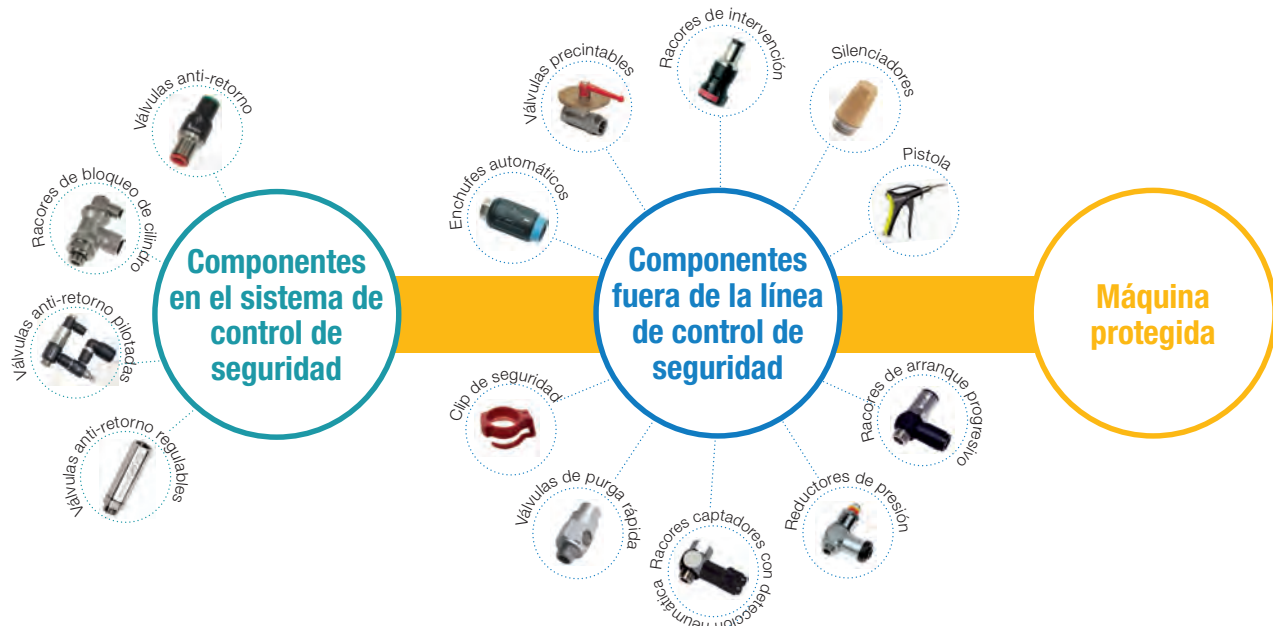 Válvulas anti-retorno
Racores de bloqueo de cilindro
Válvulas anti-retorno pilotadas
Válvulas anti-retorno regulables
Componentes
en el sistema de
control de
seguridad
Enchufes automáticos
Válvulas precintables
Racores de intervención
Silenciadores
Pistola
Componentes
fuera de la línea
de control de
seguridad
Clip de seguridad
Válvulas de purga rápida
Racores captadores con detección neumática
Reductores de presión
Racores de arranque progresivo
Máquina
protegida